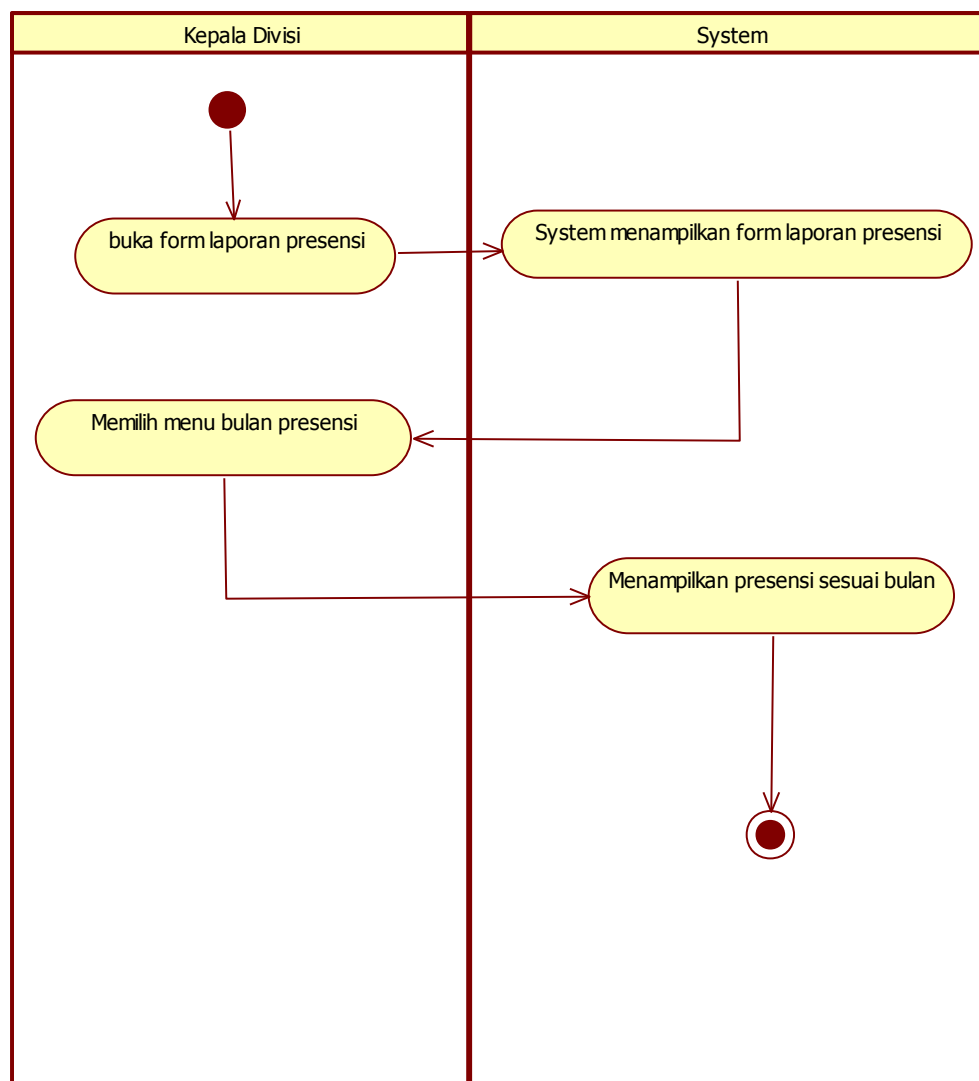 Kepala Divisi
System
buka form laporan presensi
System menampilkan form laporan presensi
Memilih menu bulan presensi
Menampilkan presensi sesuai bulan